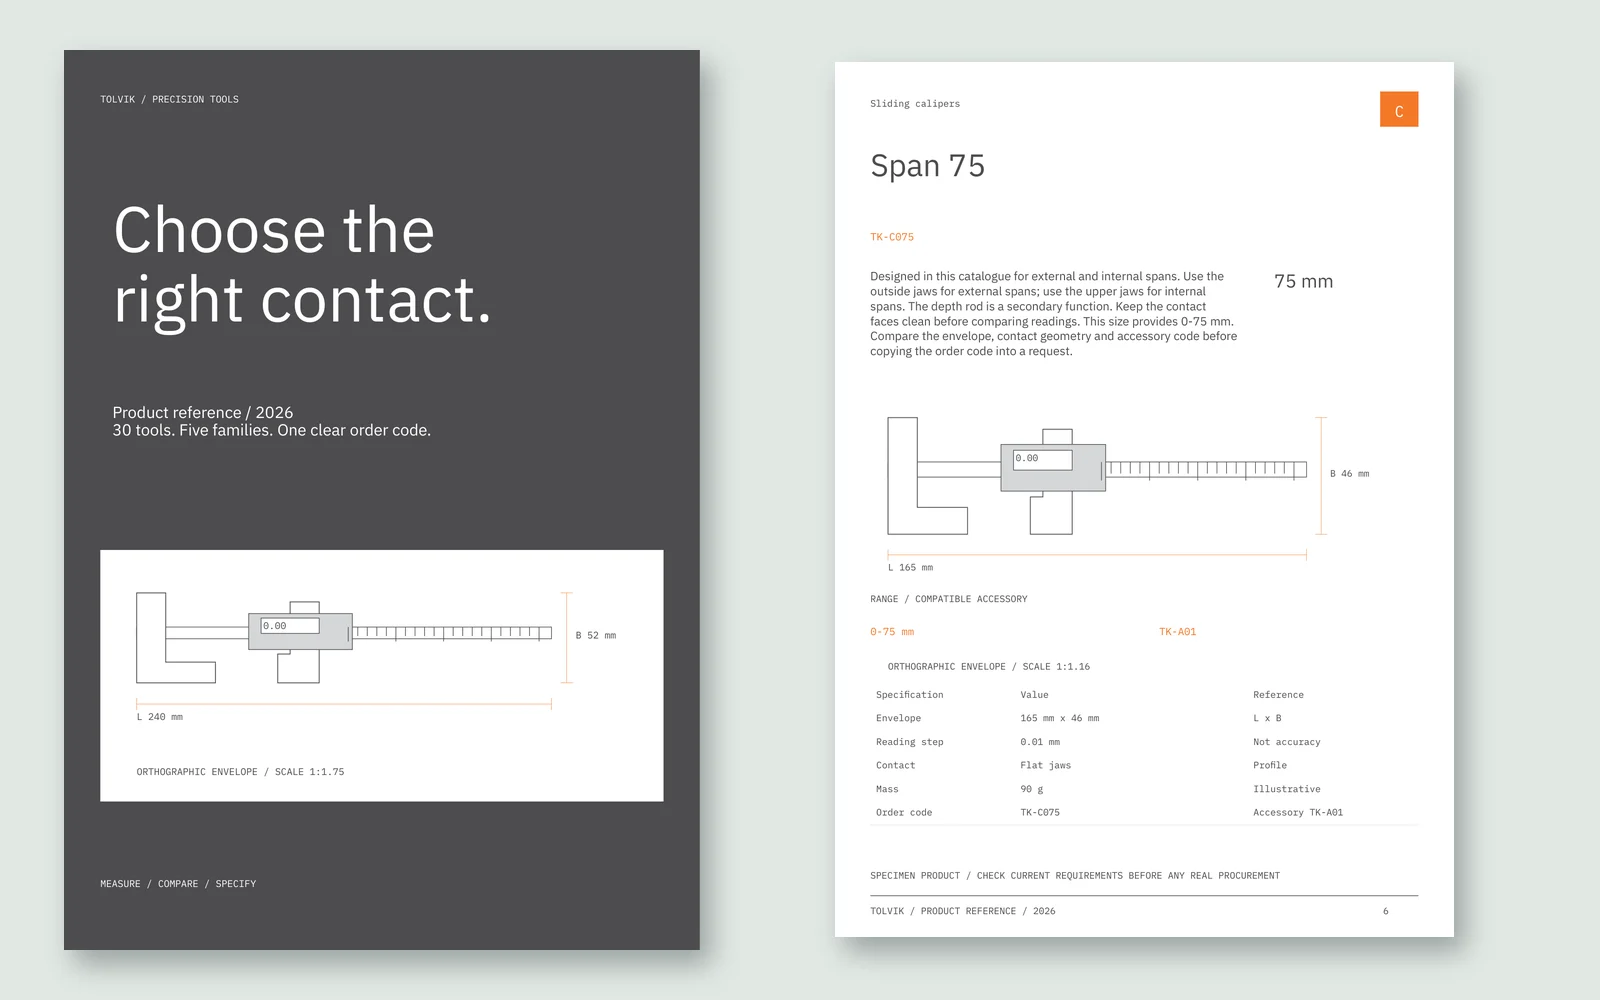 TOLVIK / PRECISION TOOLS
Choose the
right contact.
Product reference / 2026
30 tools. Five families. One clear order code.
0.00
B 52 mm
L 240 mm
ORTHOGRAPHIC ENVELOPE / SCALE 1:1.75
MEASURE / COMPARE / SPECIFY
Sliding calipers
C
Span 75
TK-C075
Designed in this catalogue for external and internal spans. Use the
outside jaws for external spans; use the upper jaws for internal
spans. The depth rod is a secondary function. Keep the contact
faces clean before comparing readings. This size provides 0-75 mm.
Compare the envelope, contact geometry and accessory code before
copying the order code into a request.
75 mm
0.00
B 46 mm
L 165 mm
RANGE / COMPATIBLE ACCESSORY
0-75 mm TK-A01
ORTHOGRAPHIC ENVELOPE / SCALE 1:1.16
Specification Value Reference
Envelope 165 mm x 46 mm L x B
Reading step 0.01 mm Not accuracy
Contact Flat jaws Profile
Mass 90 g Illustrative
Order code TK-C075 Accessory TK-A01
SPECIMEN PRODUCT / CHECK CURRENT REQUIREMENTS BEFORE ANY REAL PROCUREMENT
TOLVIK / PRODUCT REFERENCE / 2026 6